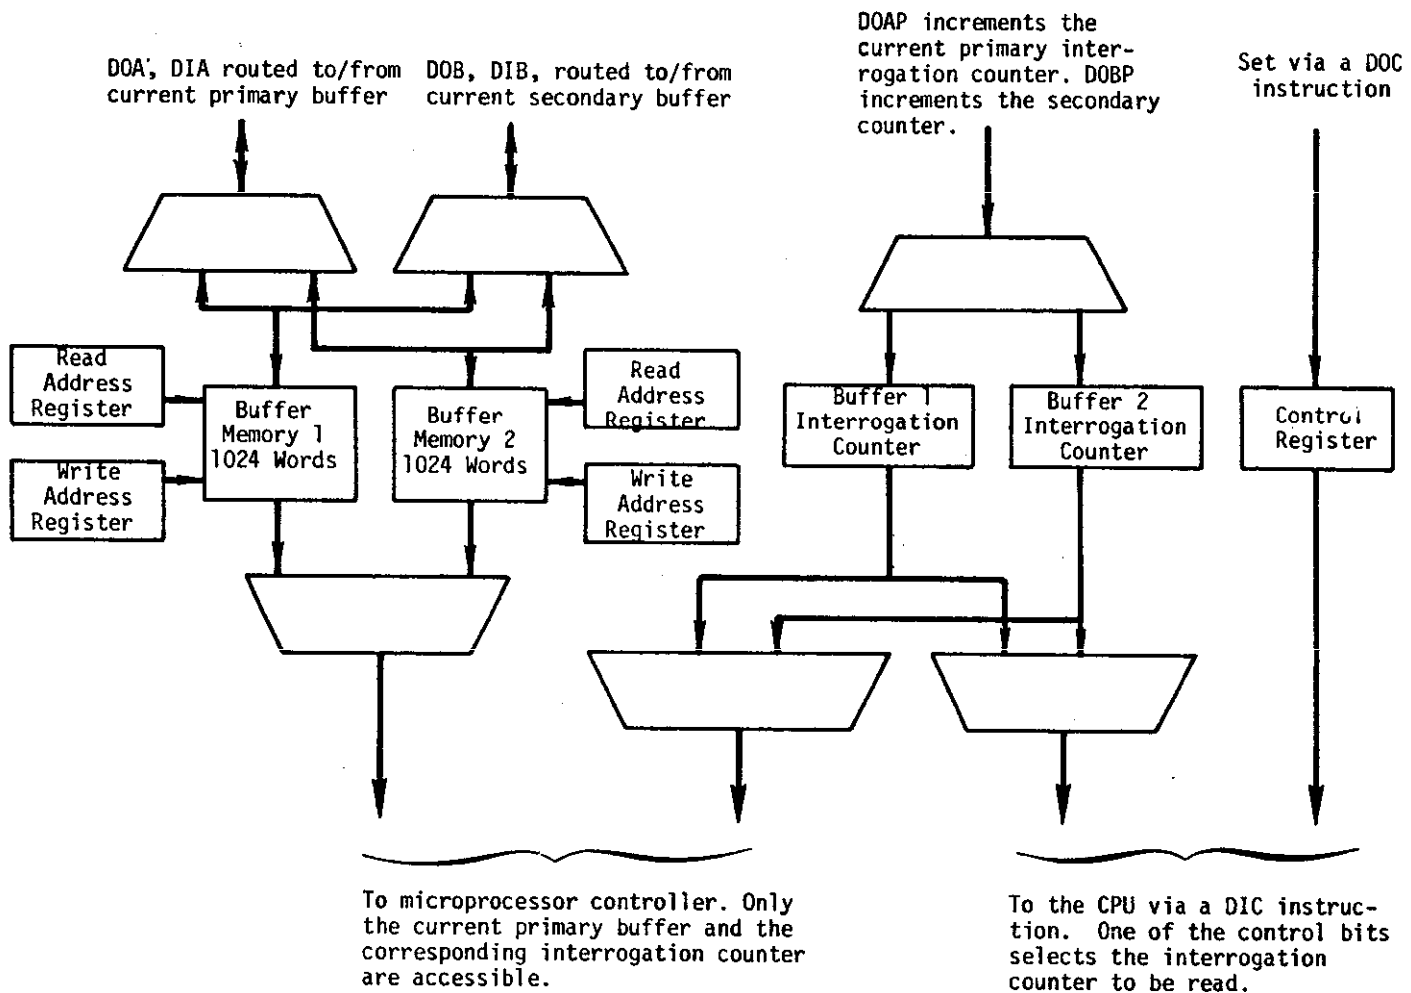 DOA, DIA routed to/from
current primary buffer
DOB, DIB, routed to/from
current secondary buffer
DOAP increments the
current primary inter-
rogation counter. DOBP
increments the secondary
counter.
Set via a DOC
instruction
Read
Address
Register
Write
Address
Register
Buffer
Memory 1
1024 Words
Buffer
Memory 2
1024 Words
Read
Address
Register
Write
Address
Register
Buffer 1
Interrogation
Counter
Buffer 2
Interrogation
Counter
Control
Register
To microprocessor controller. Only
the current primary buffer and the
corresponding interrogation counter
are accessible.
To the CPU via a DIC instruc-
tion. One of the control bits
selects the interrogation
counter to be read.